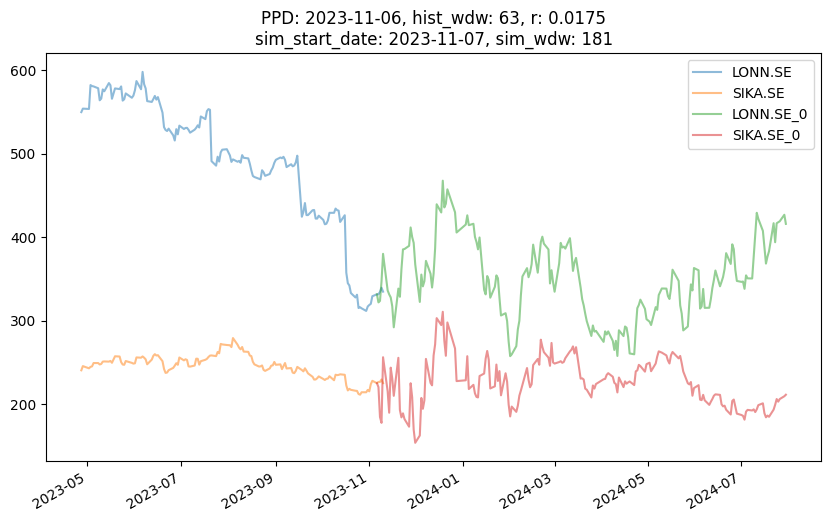 PPD: 2023-11-06, hist_wdw: 63, r: 0.0175
sim_start_date: 2023-11-07, sim_wdw: 181
LONN.SE
SIKA.SE
LONN.SE_0
SIKA.SE_0
600
500
400
300
200
2023-05
2023-07
2023-09
2023-11
2024-01
2024-03
2024-05
2024-07